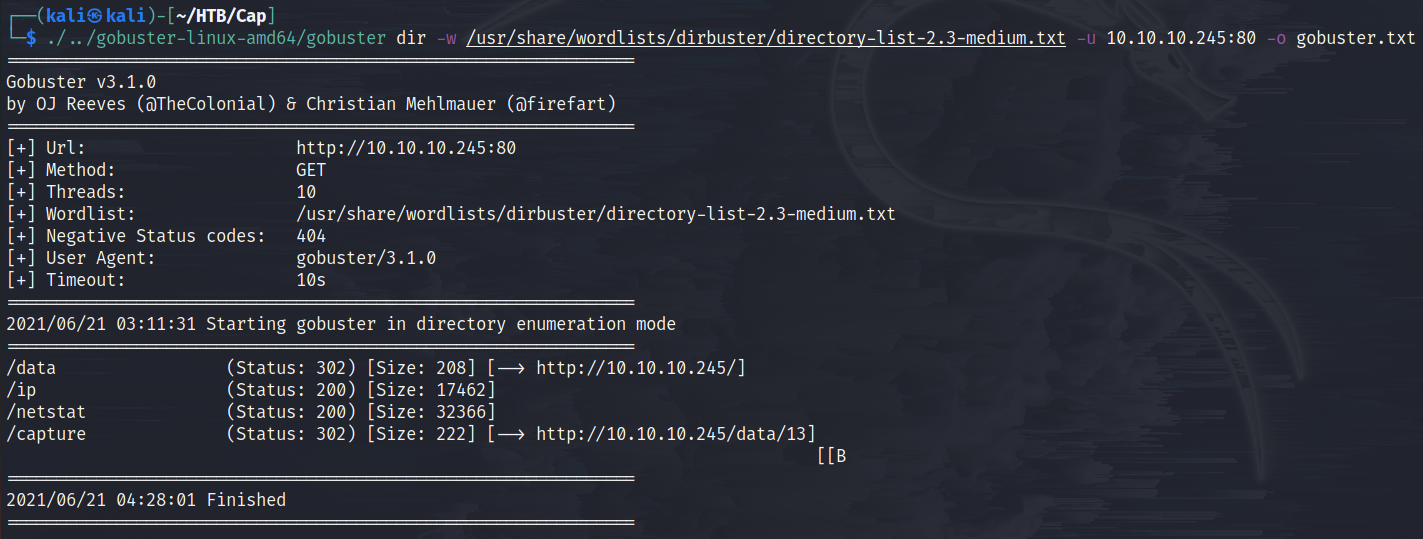 ┌──(kali㉿kali)-[~/HTB/Cap]
└─$ ./../gobuster-linux-amd64/gobuster dir -w /usr/share/wordlists/dirbuster/directory-list-2.3-medium.txt -u 10.10.10.245:80 -o gobuster.txt
===============================================================
Gobuster v3.1.0
by OJ Reeves (@TheColonial) & Christian Mehlmauer (@firefart)
===============================================================
[+] Url:                     http://10.10.10.245:80
[+] Method:                  GET
[+] Threads:                 10
[+] Wordlist:                /usr/share/wordlists/dirbuster/directory-list-2.3-medium.txt
[+] Negative Status codes:   404
[+] User Agent:              gobuster/3.1.0
[+] Timeout:                 10s
===============================================================
2021/06/21 03:11:31 Starting gobuster in directory enumeration mode
===============================================================
/data                 (Status: 302) [Size: 208] [--> http://10.10.10.245/]
/ip                   (Status: 200) [Size: 17462]
/netstat              (Status: 200) [Size: 32366]
/capture              (Status: 302) [Size: 222] [--> http://10.10.10.245/data/13]
[[B
===============================================================
2021/06/21 04:28:01 Finished
===============================================================